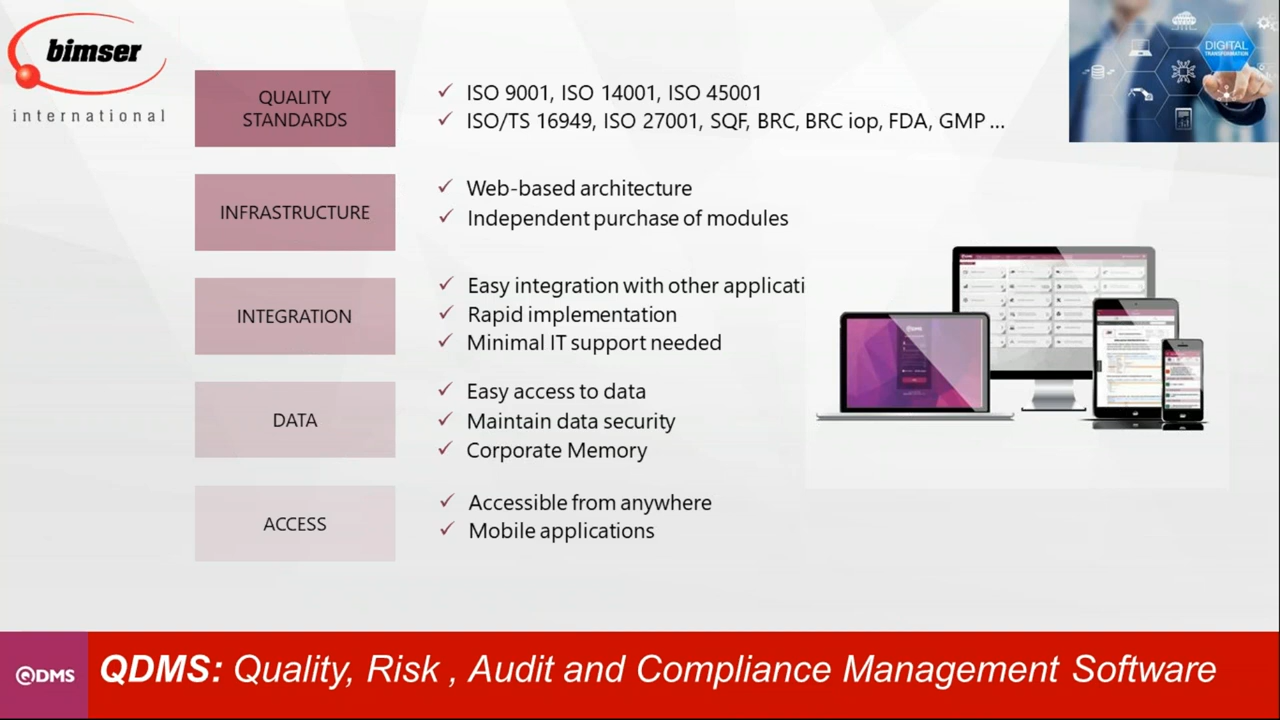 bimser
international
DIGITAL
TRANSFORMATION
QUALITY
STANDARDS
✓ ISO 9001, ISO 14001, ISO 45001
✓ ISO/TS 16949, ISO 27001, SQF, BRC, BRC iop, FDA, GMP ...
INFRASTRUCTURE
✓ Web-based architecture
✓ Independent purchase of modules
INTEGRATION
✓ Easy integration with other applicati
✓ Rapid implementation
✓ Minimal IT support needed
DATA
✓ Easy access to data
✓ Maintain data security
✓ Corporate Memory
ACCESS
✓ Accessible from anywhere
✓ Mobile applications
QDMS
QDMS
QDMS: Quality, Risk , Audit and Compliance Management Software